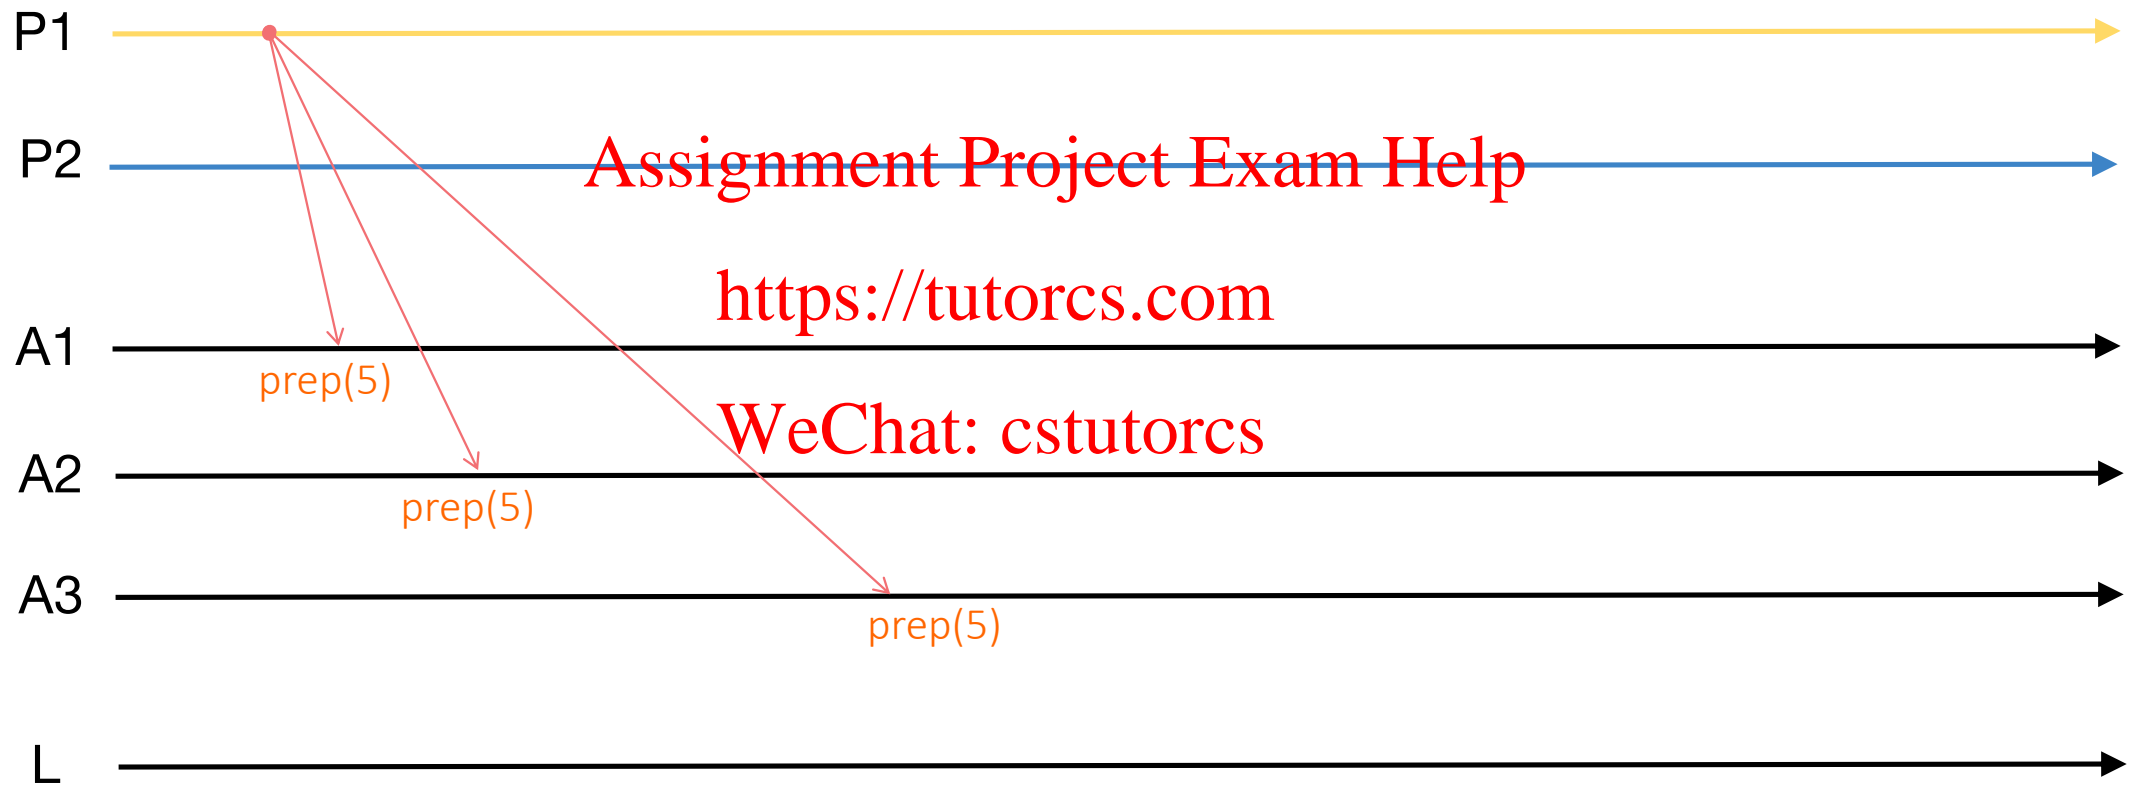 P1
P2
Assignment Project Exam Help
https://tutorcs.com
A1
prep(5)
WeChat: cstutorcs
A2
prep(5)
A3
prep(5)
L